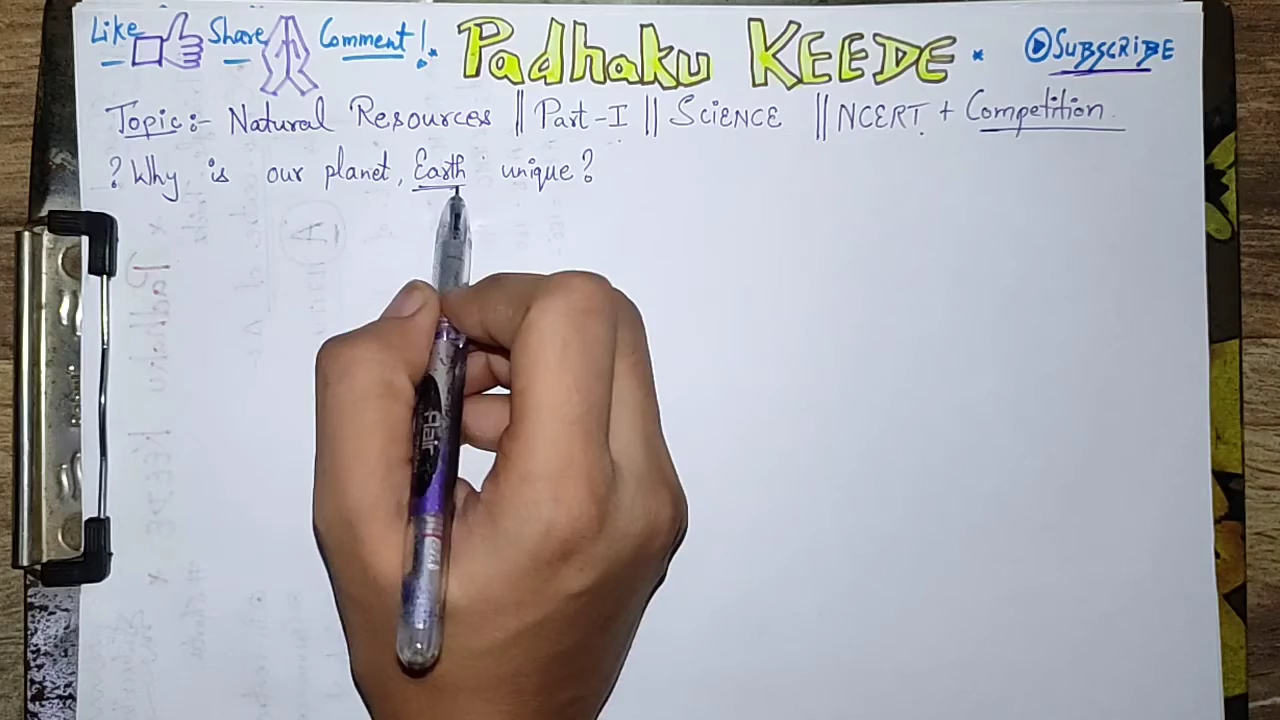 Like Share Comment! Padhaku KEEDE SUBSCRIBE
Topic:- Natural Resources || Part-I || SCIENCE || NCERT + Competition.
? Why is our planet, Earth unique?
Flair